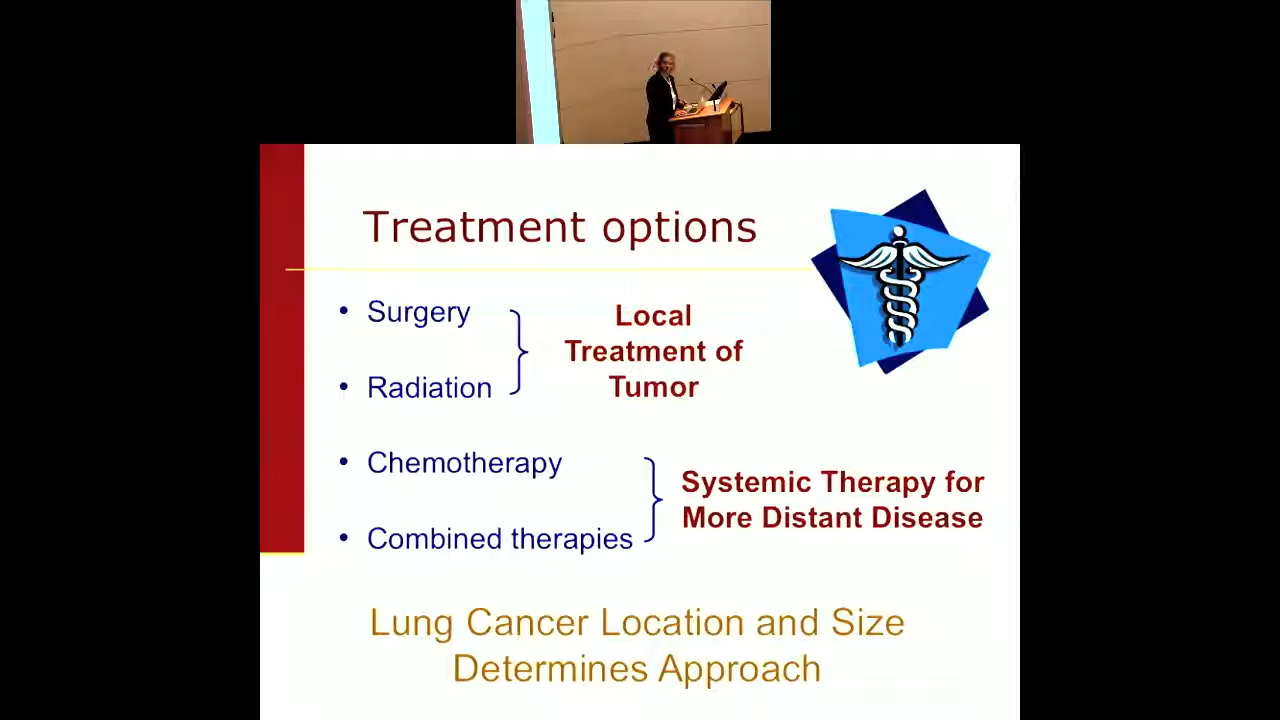 Treatment options
• Surgery
• Radiation
Local
Treatment of
Tumor
• Chemotherapy
• Combined therapies
Systemic Therapy for
More Distant Disease
Lung Cancer Location and Size
Determines Approach